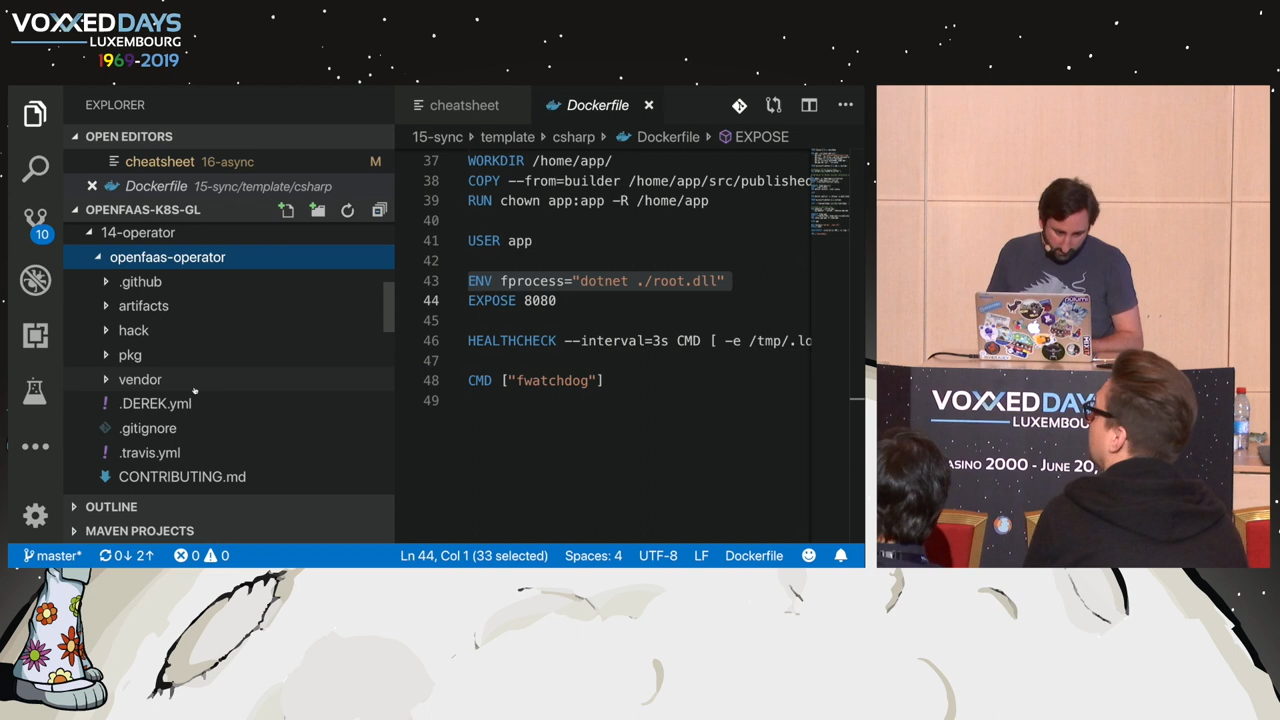 VOXXED DAYS
LUXEMBOURG
1969-2019
EXPLORER
OPEN EDITORS
cheatsheet 16-async M
Dockerfile 15-sync/template/csharp
OPENFAAS-K8S-GL
14-operator
openfaas-operator
.github
artifacts
hack
pkg
vendor
.DEREK.yml
.gitignore
.travis.yml
CONTRIBUTING.md
OUTLINE
MAVEN PROJECTS
10
cheatsheet
Dockerfile
15-sync template csharp Dockerfile EXPOSE
37 WORKDIR /home/app/
38 COPY --from=builder /home/app/src/published
39 RUN chown app:app -R /home/app
40
41 USER app
42
43 ENV fprocess="dotnet ./root.dll"
44 EXPOSE 8080
45
46 HEALTHCHECK --interval=3s CMD [ -e /tmp/.lo
47
48 CMD ["fwatchdog"]
49
master* 0↓ 2↑ 0 0 Ln 44, Col 1 (33 selected) Spaces: 4 UTF-8 LF Dockerfile
VOXXED DAY
LUXEMBOU
ASINO 2000 - JUNE 20,